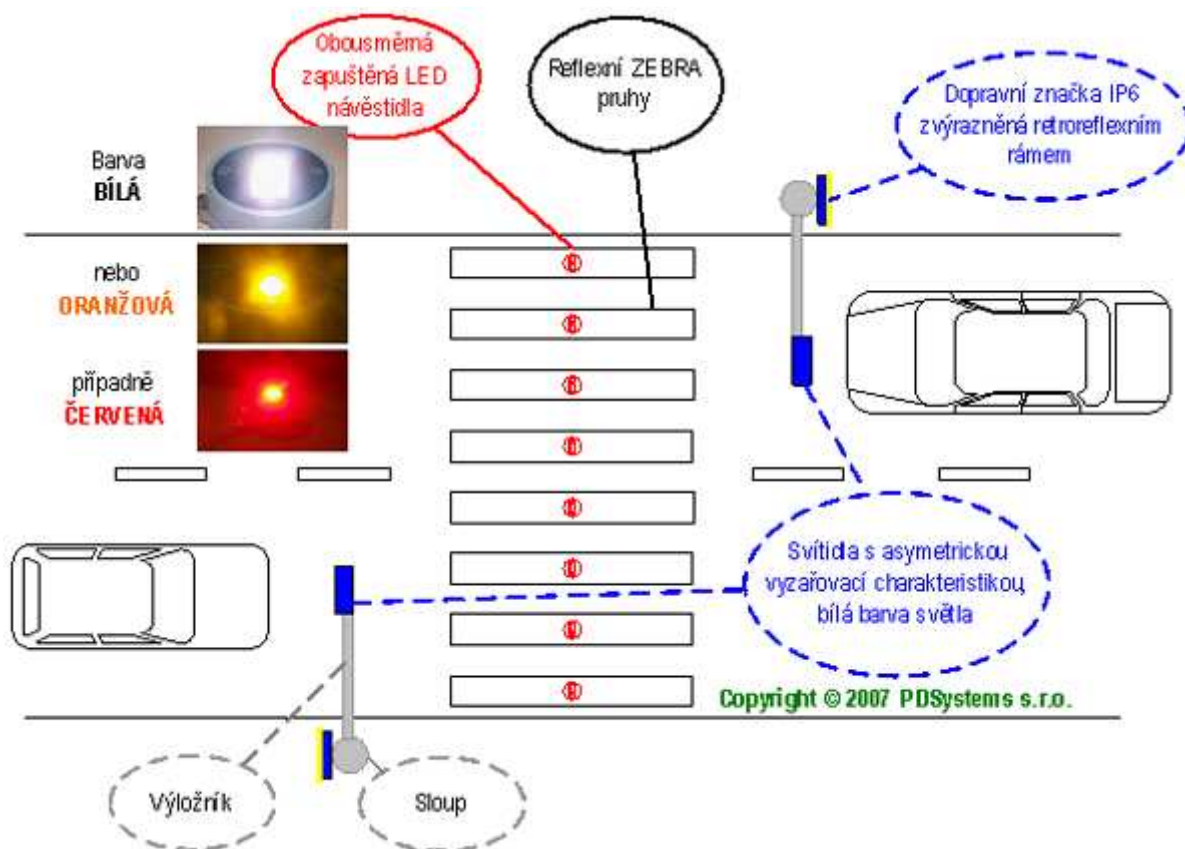 Obousměrná
zapuštěná LED
návěstidla
Reflexní ZEBRA
pruhy
Dopravní značka IP6
zvýrazněná retroreflexním
rámem
Barva
BÍLÁ
nebo
ORANŽOVÁ
případně
ČERVENÁ
Svítidla s asymetrickou
vyzařovací charakteristikou,
bílá barva světla
Copyright © 2007 PDSystems s.r.o.
Výložník
Sloup